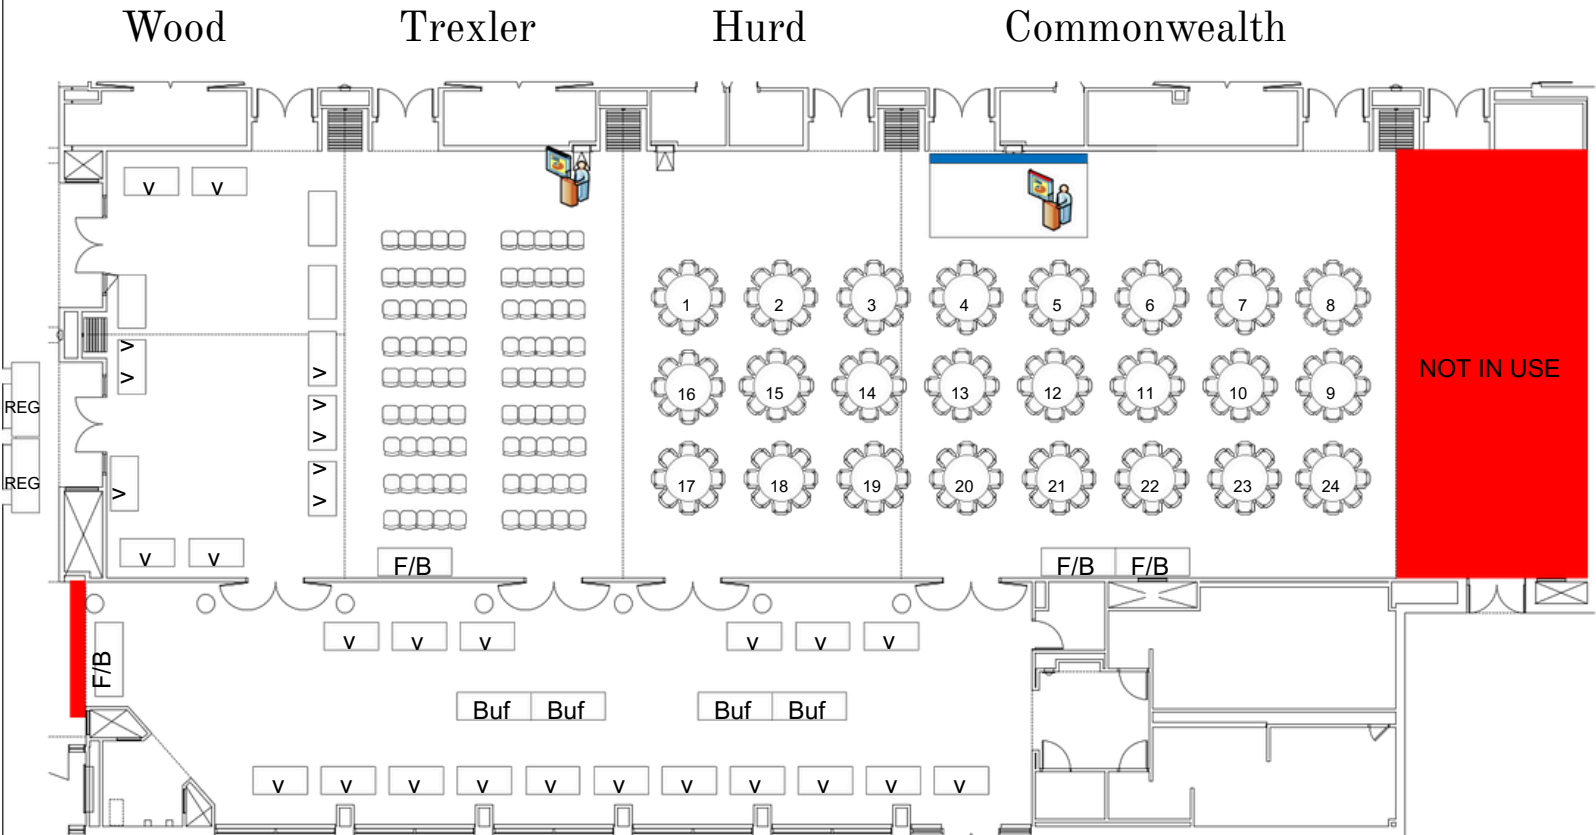 Wood Trexler Hurd Commonwealth
v v
1 2 3 4 5 6 7 8
v
v
v
NOT IN USE
16 15 14 13 12 11 10 9
REG
v
v
v
v
REG
v
v
17 18 19 20 21 22 23 24
v v
F/B
F/B F/B
v v v
v v v
F/B
Buf Buf
Buf Buf
v v v v v v v v v v v